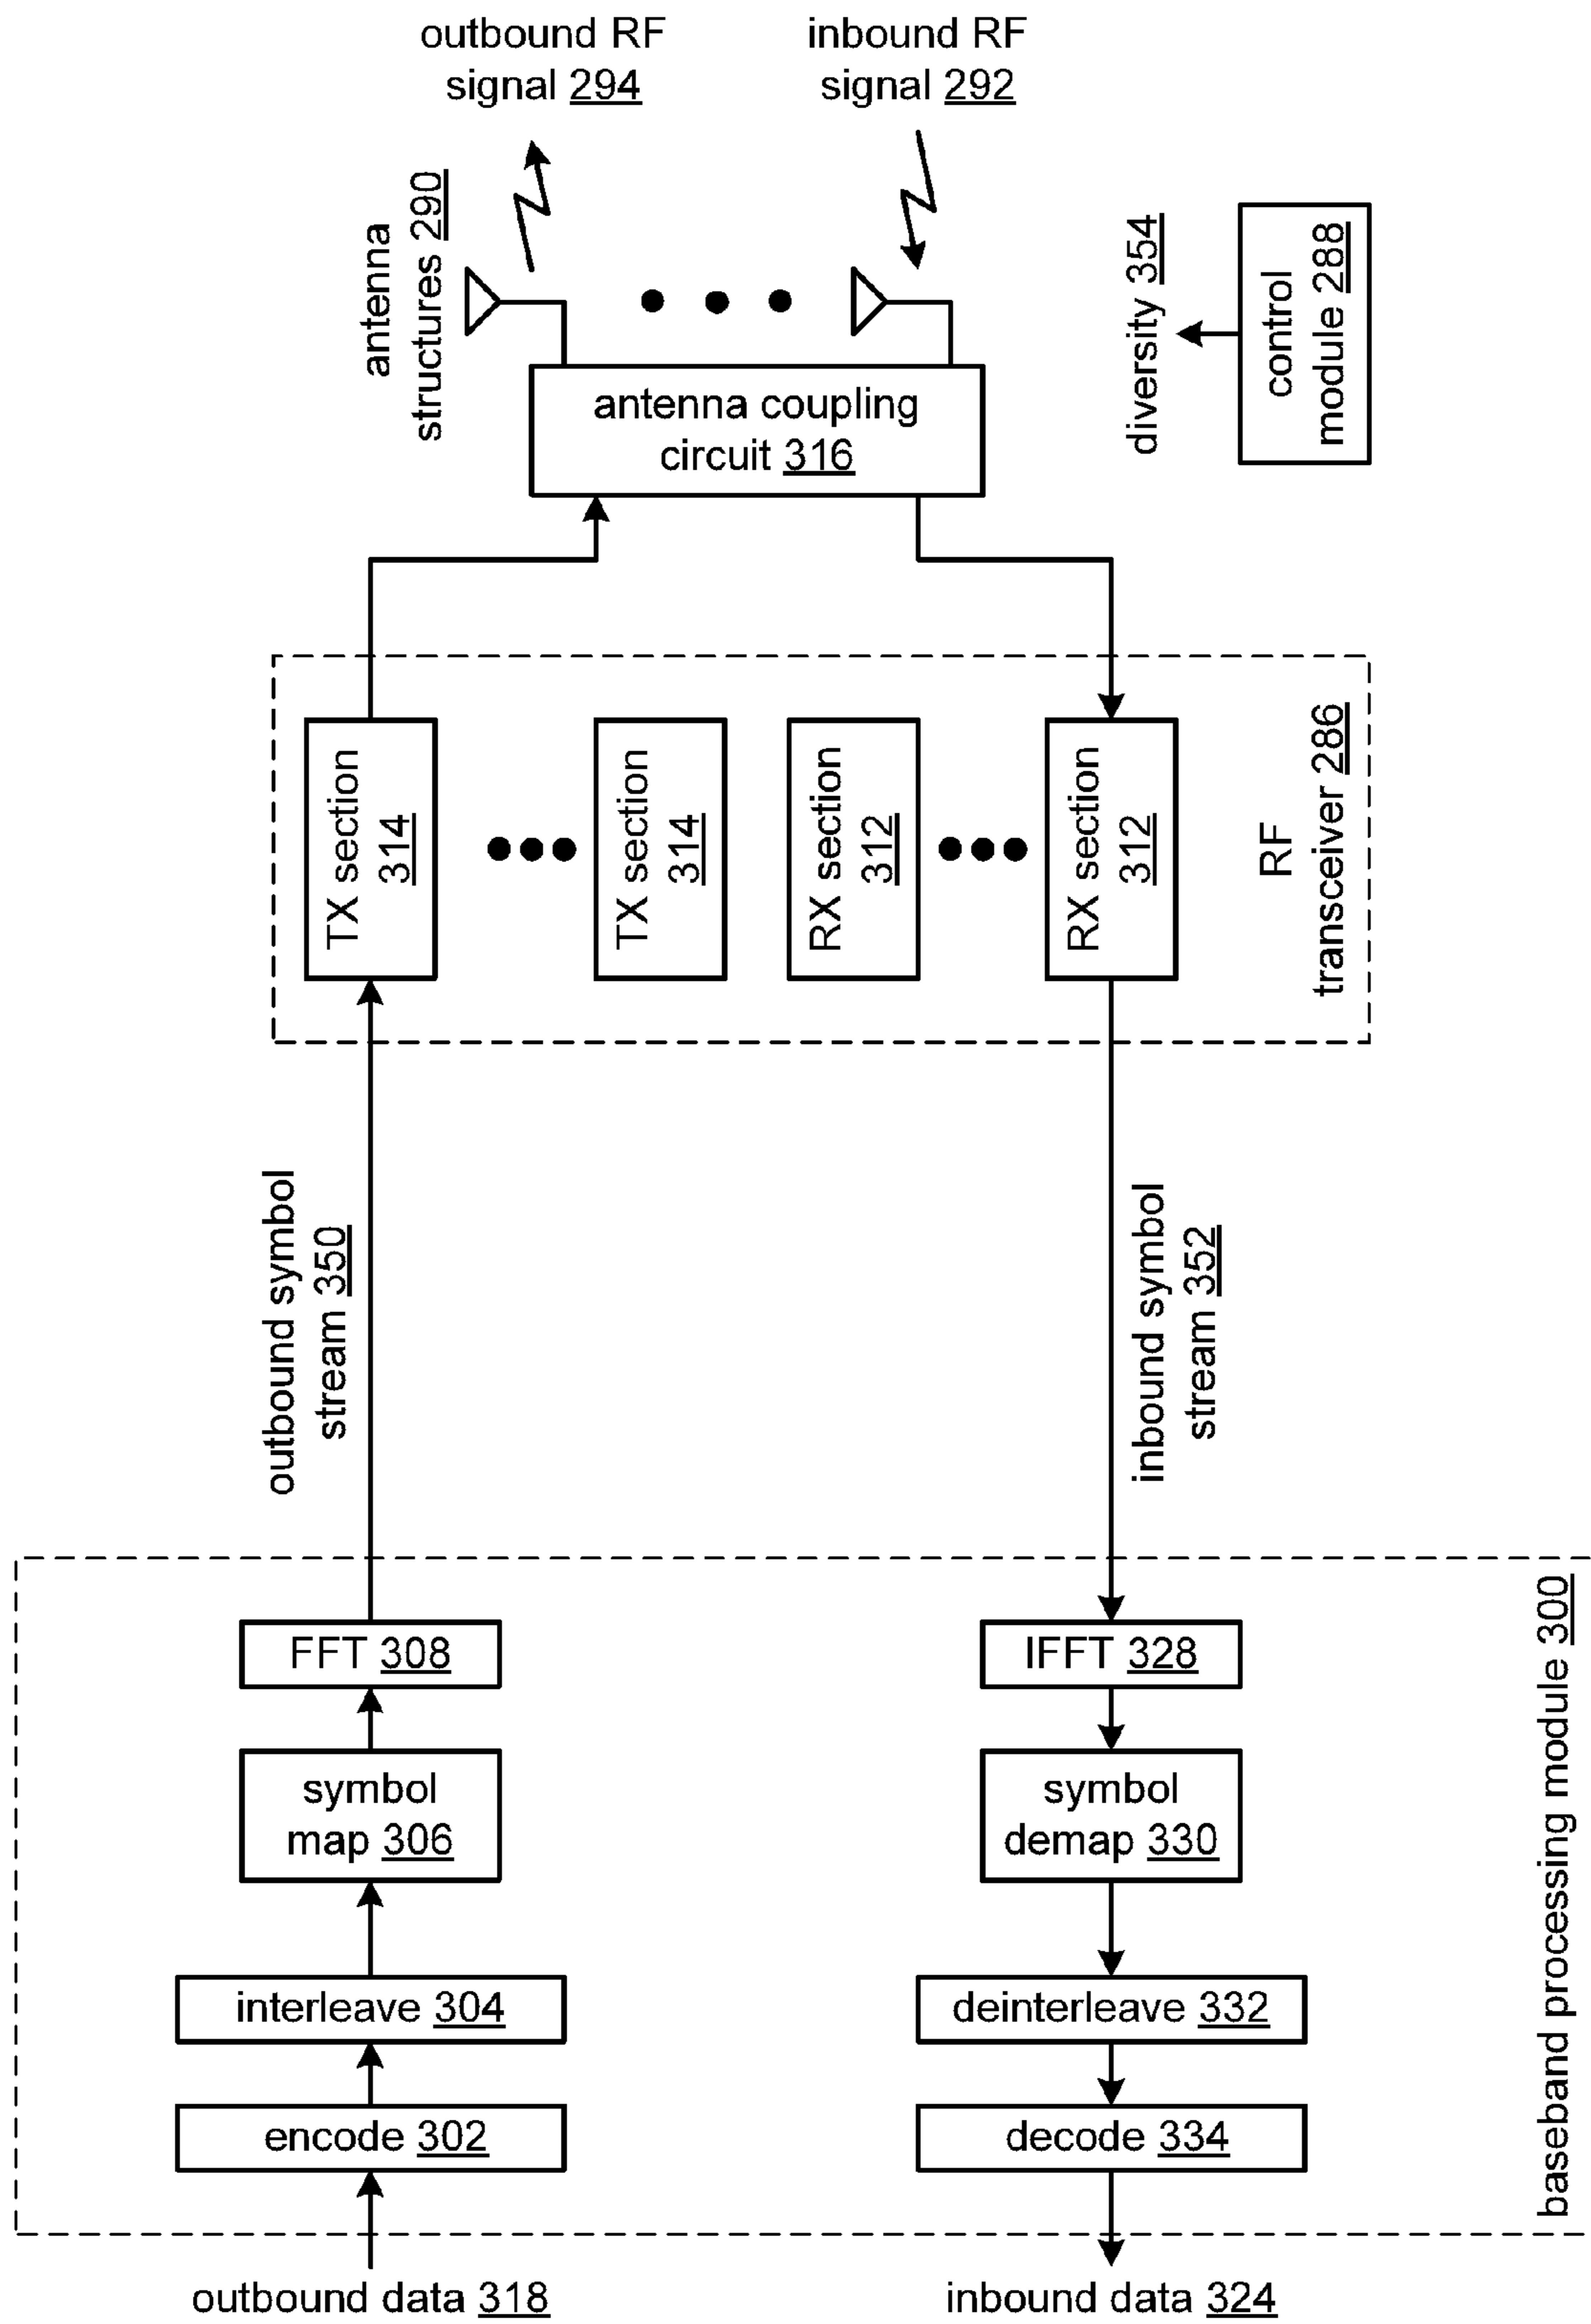 outbound RF
signal 294
inbound RF
signal 292
antenna
structures 290
antenna coupling
circuit 316
diversity 354
control
module 288
TX section
314
TX section
314
RX section
312
RX section
312
RF
transceiver 286
outbound symbol
stream 350
inbound symbol
stream 352
FFT 308
IFFT 328
symbol
map 306
symbol
demap 330
interleave 304
deinterleave 332
encode 302
decode 334
baseband processing module 300
outbound data 318
inbound data 324